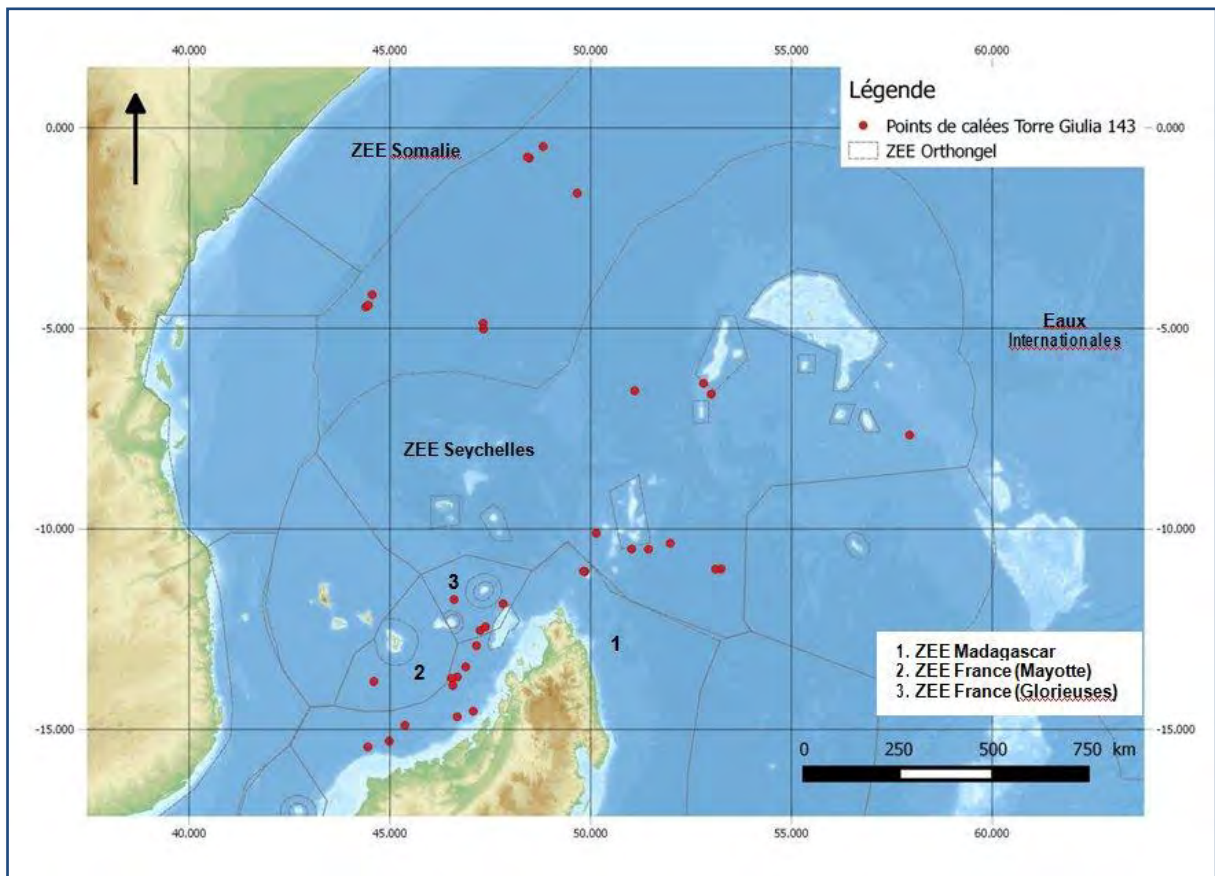 40.000 45.000 50.000 55.000 60.000
Légende
Points de calées Torre Giulia 143
ZEE Orthongel
0.000 0.000
ZEE Somalie
-5.000 -5.000
Eaux
Internationales
ZEE Seychelles
-10.000 -10.000
3
1
2
1. ZEE Madagascar
2. ZEE France (Mayotte)
3. ZEE France (Glorieuses)
-15.000 -15.000
0 250 500 750 km
40.000 45.000 50.000 55.000 60.000